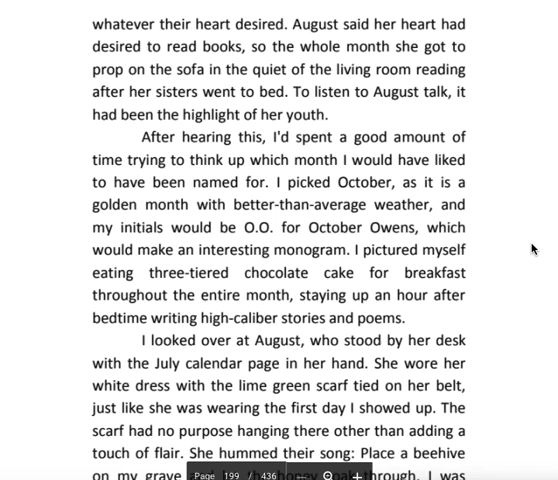 whatever their heart desired. August said her heart had
desired to read books, so the whole month she got to
prop on the sofa in the quiet of the living room reading
after her sisters went to bed. To listen to August talk, it
had been the highlight of her youth.
After hearing this, I'd spent a good amount of
time trying to think up which month I would have liked
to have been named for. I picked October, as it is a
golden month with better-than-average weather, and
my initials would be O.O. for October Owens, which
would make an interesting monogram. I pictured myself
eating three-tiered chocolate cake for breakfast
throughout the entire month, staying up an hour after
bedtime writing high-caliber stories and poems.
I looked over at August, who stood by her desk
with the July calendar page in her hand. She wore her
white dress with the lime green scarf tied on her belt,
just like she was wearing the first day I showed up. The
scarf had no purpose hanging there other than adding a
touch of flair. She hummed their song: Place a beehive
on my grave through. I was
Page 199 / 436